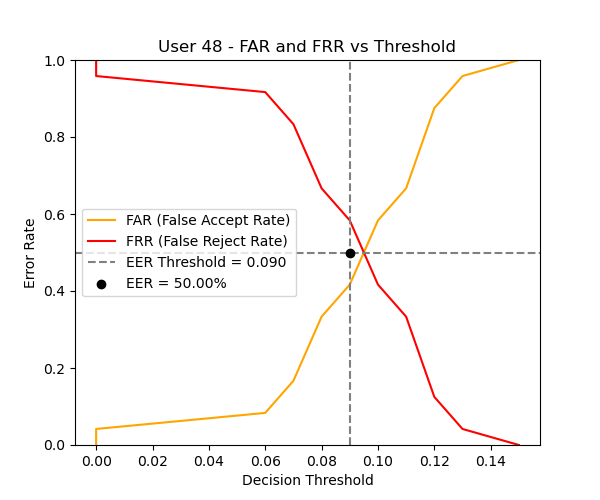 User 48 - FAR and FRR vs Threshold
Error Rate
1.0
0.8
0.6
0.4
0.2
0.0
FAR (False Accept Rate)
FRR (False Reject Rate)
EER Threshold = 0.090
EER = 50.00%
0.00 0.02 0.04 0.06 0.08 0.10 0.12 0.14
Decision Threshold